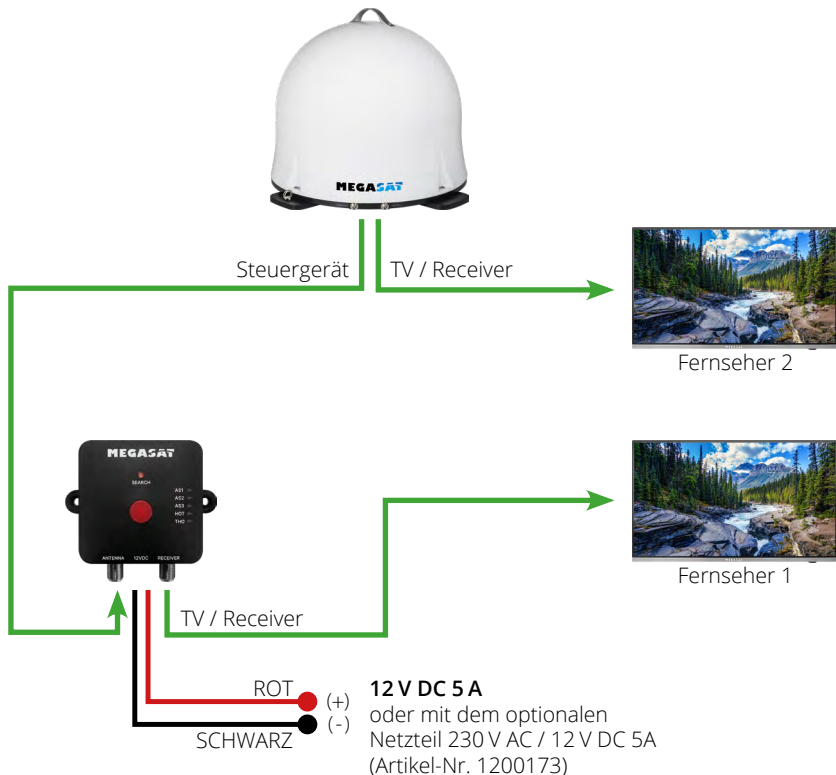 MEGASAT
Steuergerät
TV / Receiver
Fernseher 2
MEGASAT
SEARCH
AS1
AS2
AS3
HOT
THO
ANTENNA 12VDC RECEIVER
Fernseher 1
TV / Receiver
ROT
(+)
12 V DC 5 A
(-)
oder mit dem optionalen
SCHWARZ
Netzteil 230 V AC / 12 V DC 5A
(Artikel-Nr. 1200173)